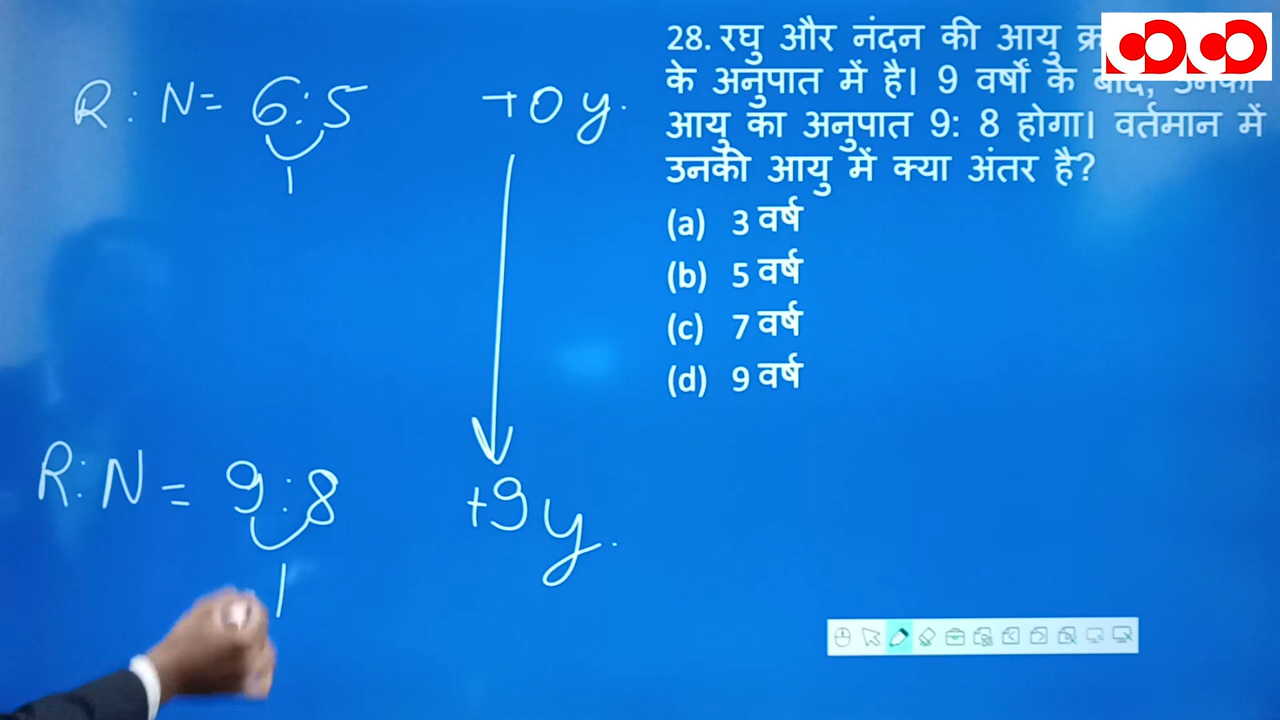 R : N = 6 : 5
1
+0 y.
R : N = 9 : 8
1
+9 y.
28. रघु और नंदन की आयु
के अनुपात में है। 9 वर्षों के बाद, उनकी
आयु का अनुपात 9: 8 होगा। वर्तमान में
उनकी आयु में क्या अंतर है?
(a) 3 वर्ष
(b) 5 वर्ष
(c) 7 वर्ष
(d) 9 वर्ष